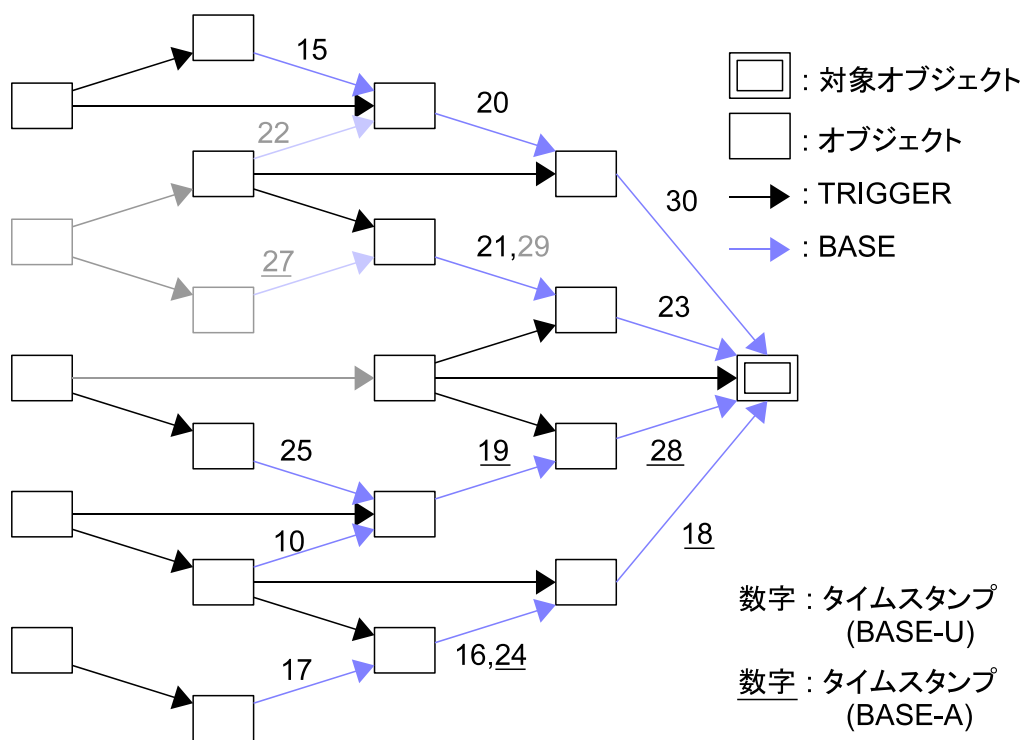 15
20
: 対象オブジェクト
22
: オブジェクト
30
: TRIGGER
27
21,29
: BASE
23
25
19
28
10
18
16,24
17
数字 : タイムスタンプ
(BASE-U)
数字 : タイムスタンプ
(BASE-A)